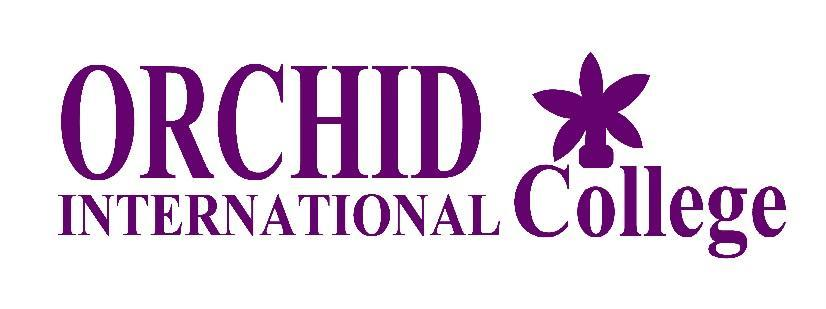 ORCHID
INTERNATIONAL College